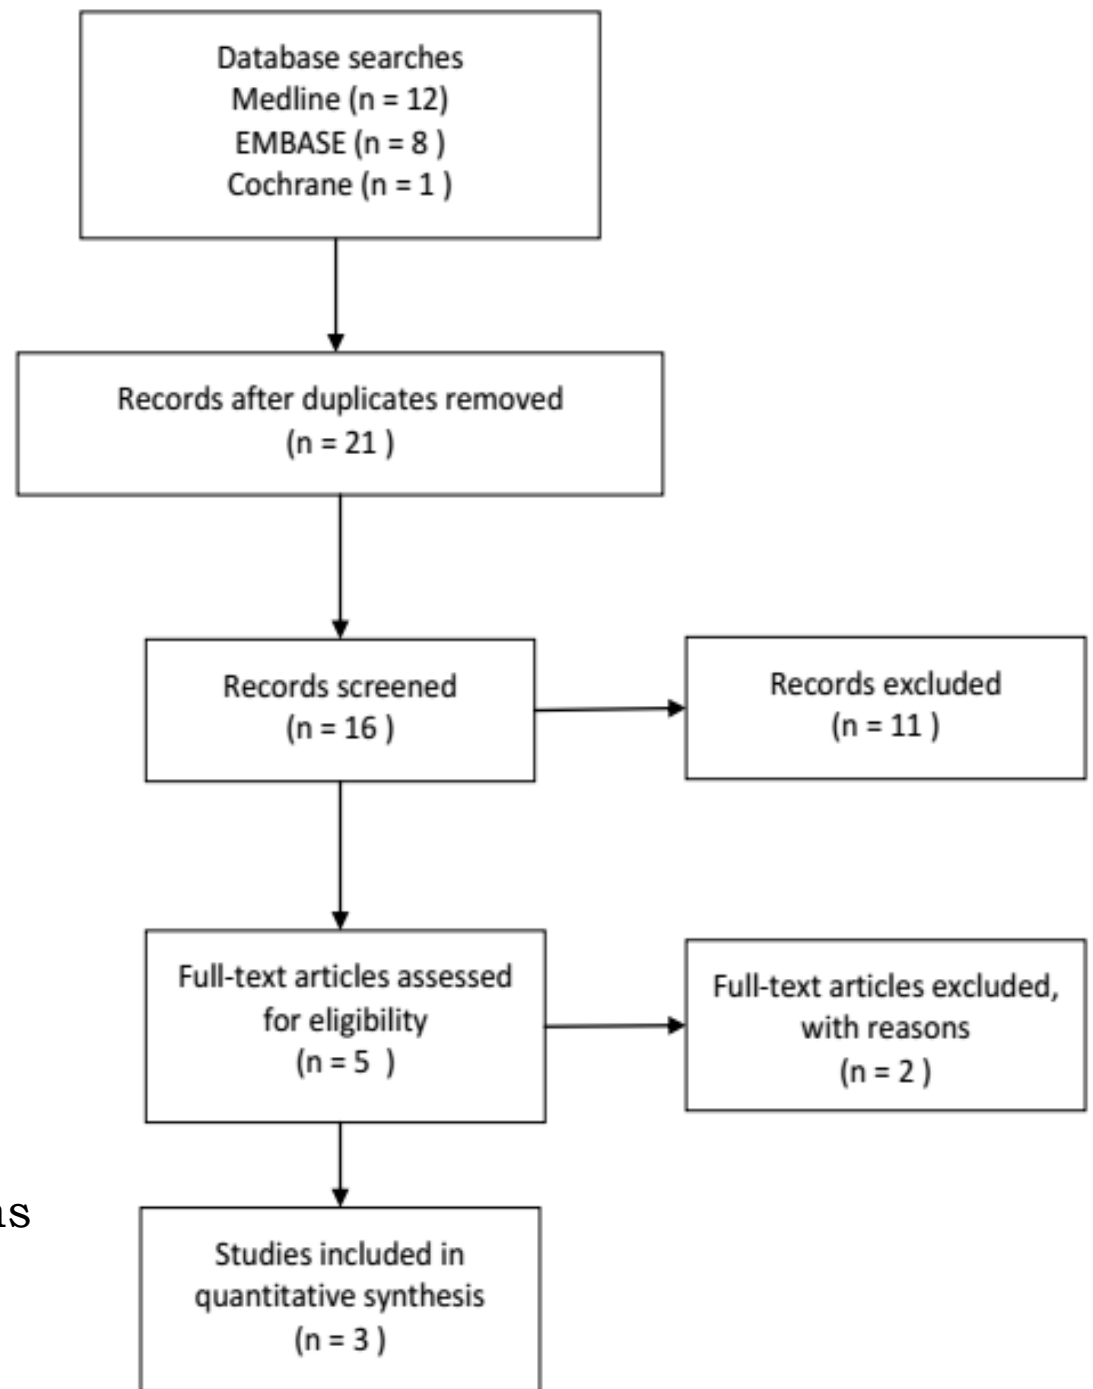 Database searches
Medline (n = 12)
EMBASE (n = 8 )
Cochrane (n = 1 )
Records after duplicates removed
(n = 21 )
Records screened
(n = 16 )
Records excluded
(n = 11 )
Full-text articles assessed
for eligibility
(n = 5 )
Full-text articles excluded,
with reasons
(n = 2 )
ns
Studies included in
quantitative synthesis
(n = 3 )